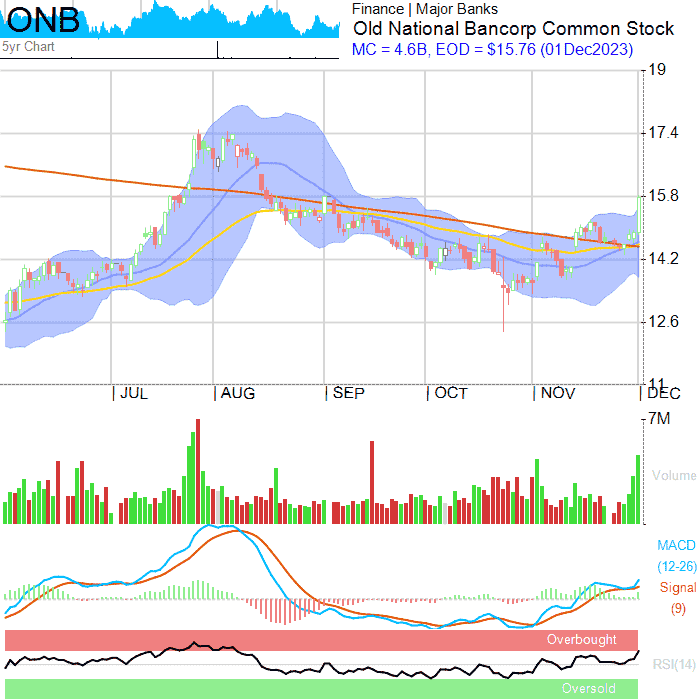 ONB
Finance | Major Banks
Old National Bancorp Common Stock
5yr Chart
MC = 4.6B, EOD = $15.76 (01Dec2023)
19
17.4
15.8
14.2
12.6
11
| JUL | AUG | SEP | OCT | NOV | DEC
7M
Volume
MACD
(12-26)
Signal
(9)
Overbought
RSI(14)
Oversold